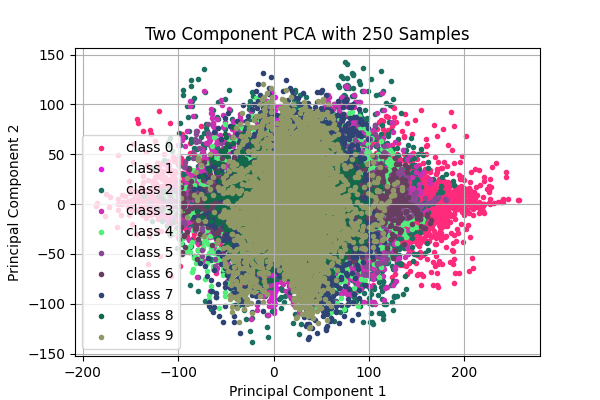 Two Component PCA with 250 Samples
Principal Component 2
150
100
50
0
−50
−100
−150
class 0
class 1
class 2
class 3
class 4
class 5
class 6
class 7
class 8
class 9
−200
−100
0
100
200
Principal Component 1